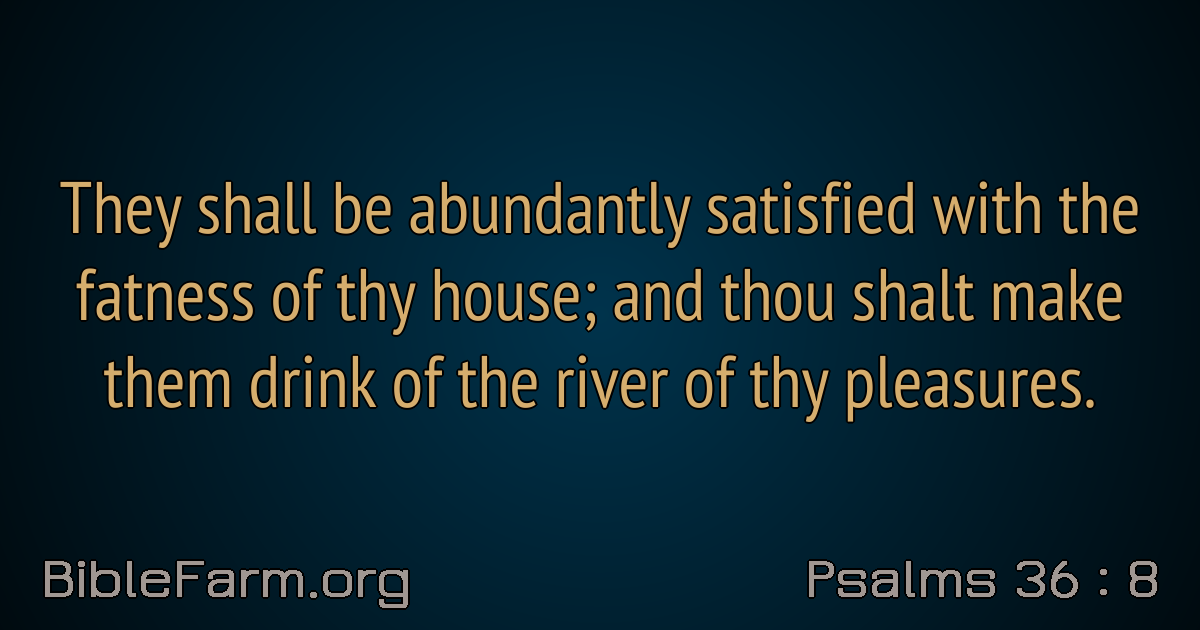 They shall be abundantly satisfied with the
fatness of thy house; and thou shalt make
them drink of the river of thy pleasures.
BibleFarm.org
Psalms 36 : 8